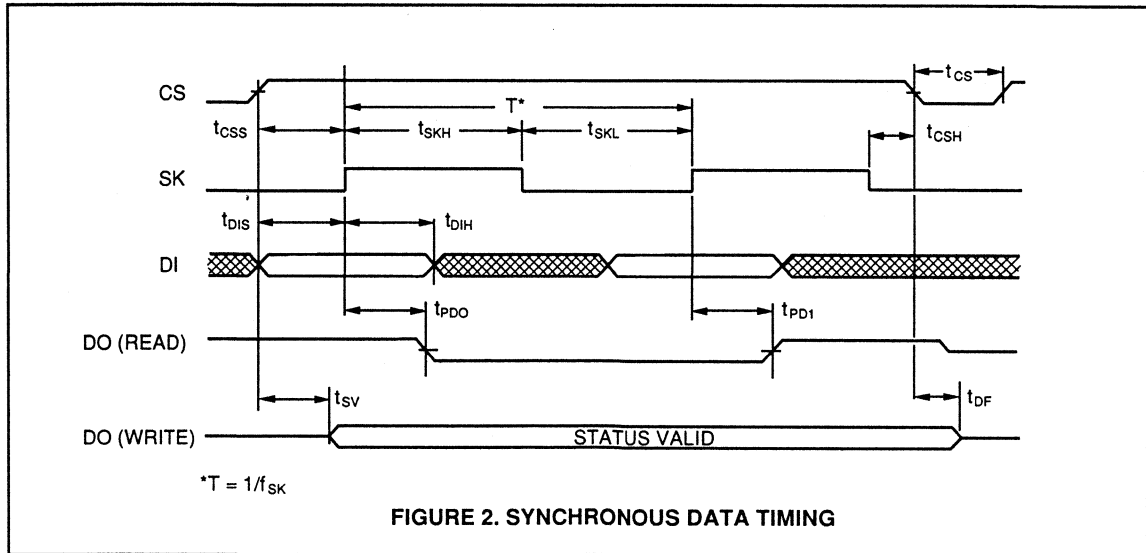 CS
tCS
T*
tCSS
tSKH
tSKL
tCSH
SK
tDIS
tDIH
DI
tPDO
tPD1
DO (READ)
tSV
tDF
DO (WRITE)
STATUS VALID
*T = 1/fSK
FIGURE 2. SYNCHRONOUS DATA TIMING